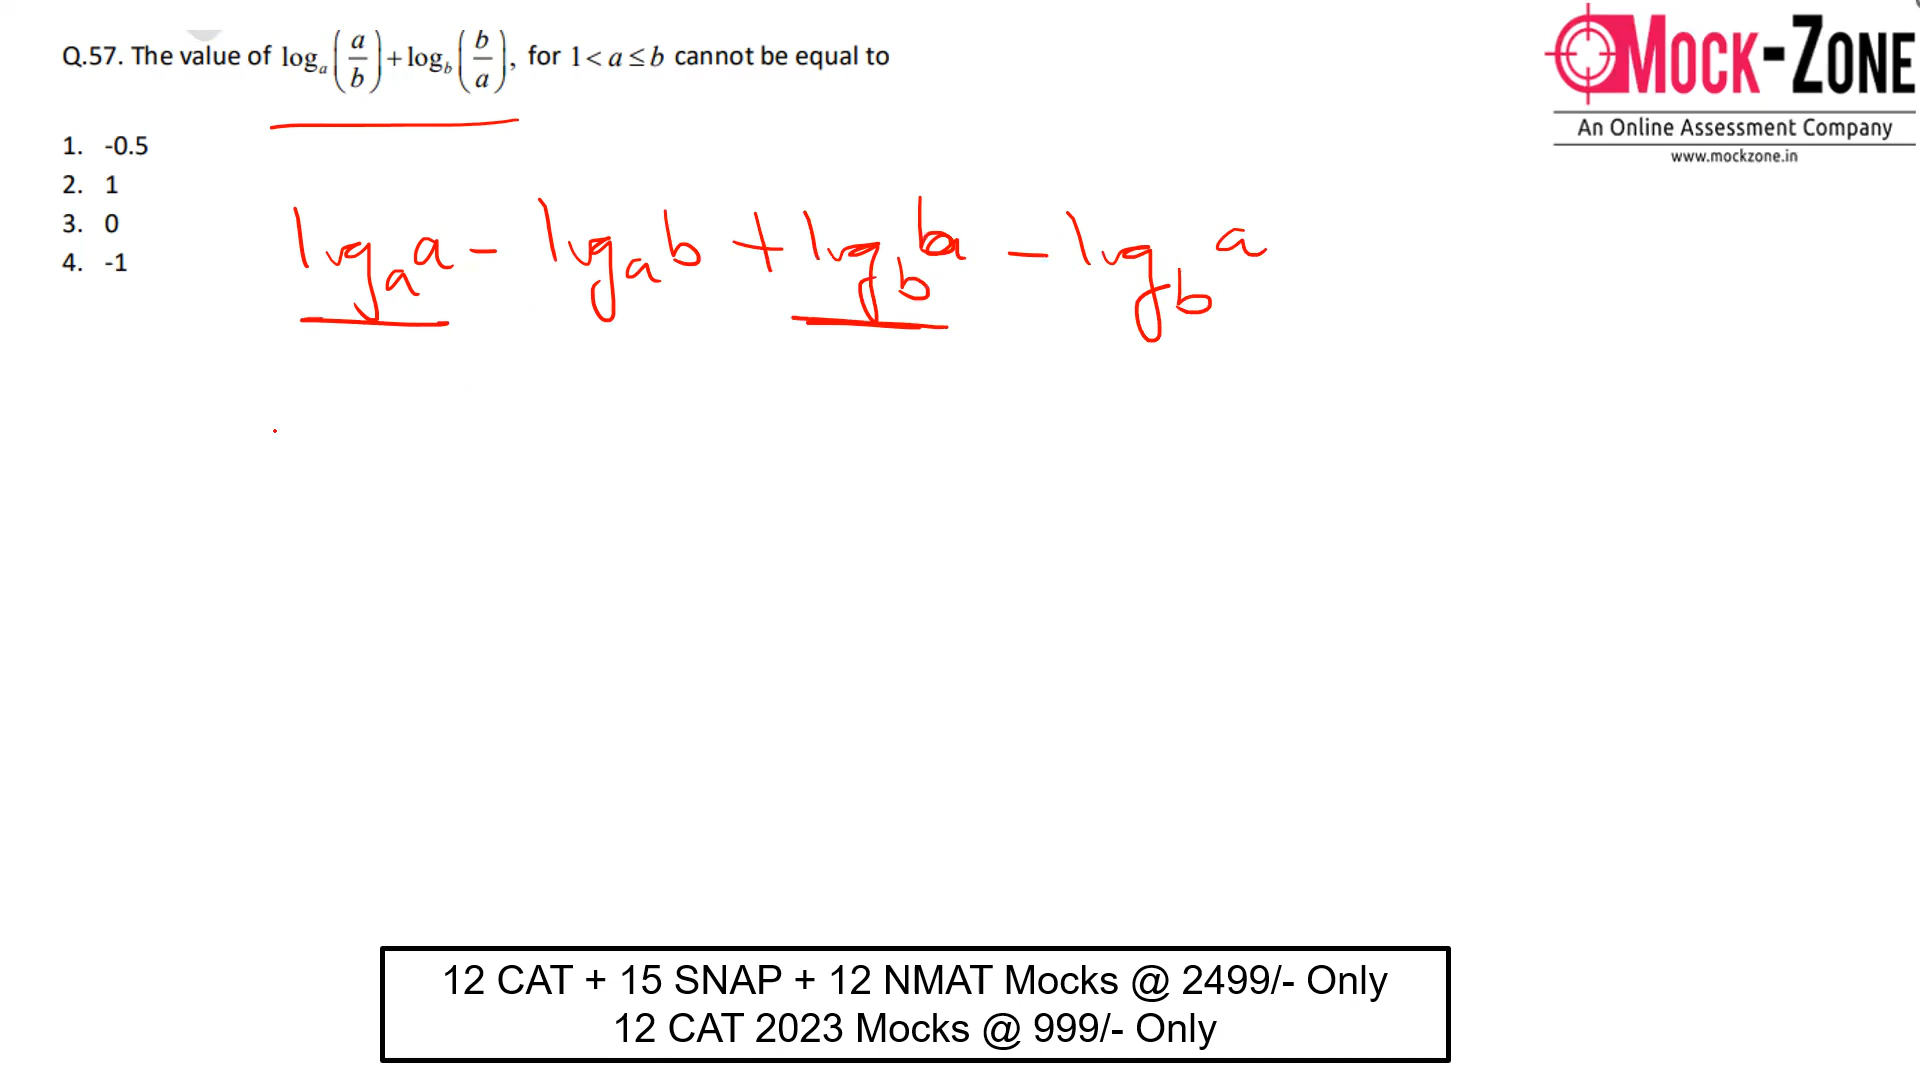 Q.57. The value of log_a (a/b) + log_b (b/a), for 1 < a ≤ b cannot be equal to
1. -0.5
2. 1
3. 0
4. -1
log_a a - log_a b + log_b b - log_b a
MOCK-ZONE
An Online Assessment Company
www.mockzone.in
12 CAT + 15 SNAP + 12 NMAT Mocks @ 2499/- Only
12 CAT 2023 Mocks @ 999/- Only